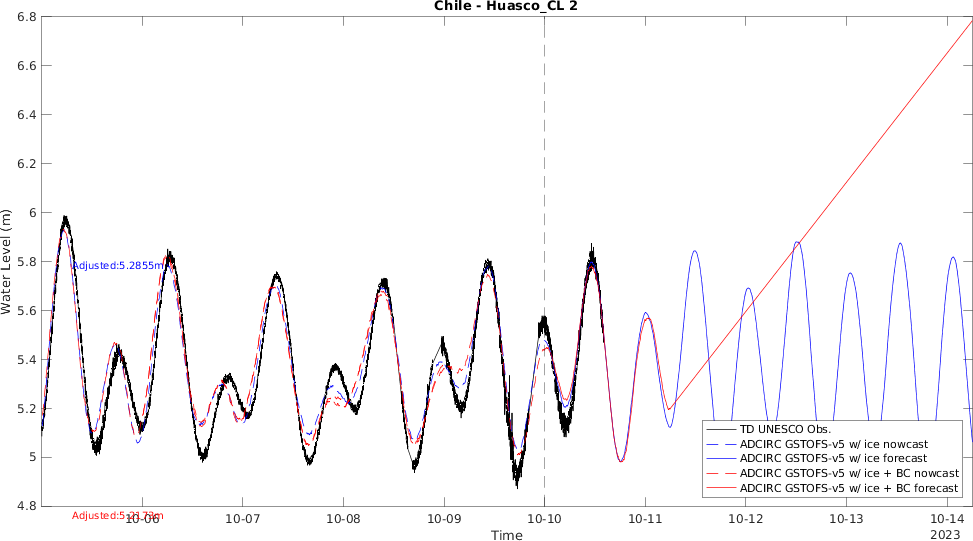 Chile - Huasco_CL 2
6.8
6.6
6.4
6.2
6
5.8
5.6
5.4
5.2
5
4.8
Water Level (m)
Adjusted:5.2855m
Adjusted:5.2173m
TD UNESCO Obs.
ADCIRC GSTOFS-v5 w/ ice nowcast
ADCIRC GSTOFS-v5 w/ ice forecast
ADCIRC GSTOFS-v5 w/ ice + BC nowcast
ADCIRC GSTOFS-v5 w/ ice + BC forecast
10-06 10-07 10-08 10-09 10-10 10-11 10-12 10-13 10-14
2023
Time